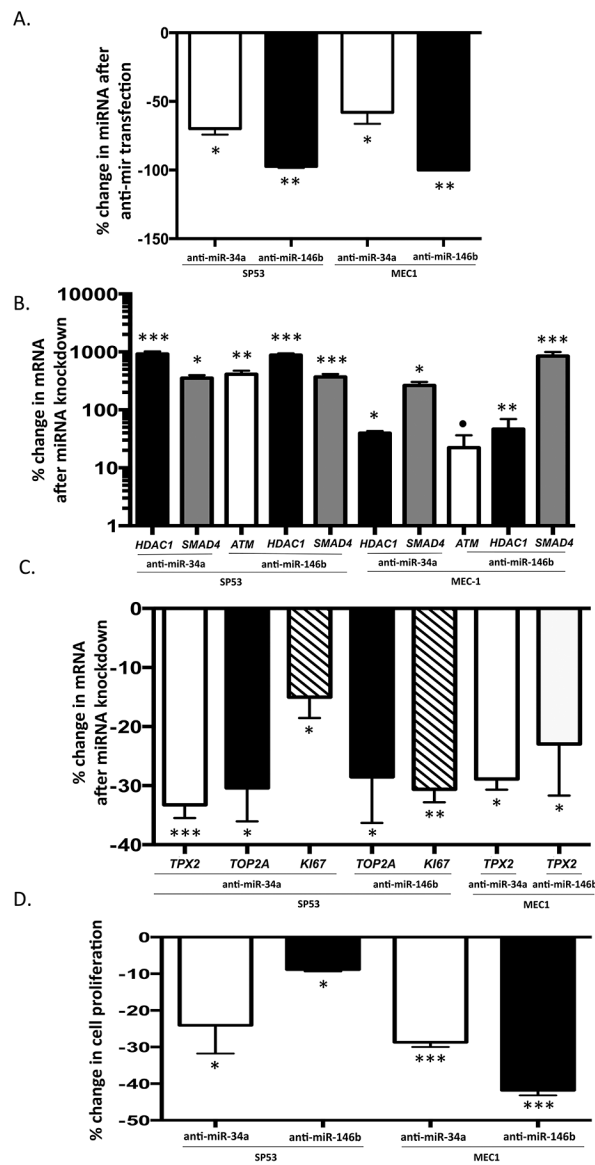 A.
% change in miRNA after
anti-mir transfection
0
-50
-100
-150
*
**
*
**
anti-miR-34a
anti-miR-146b
anti-miR-34a
anti-miR-146b
SP53
MEC1
B.
% change in mRNA
after miRNA knockdown
10000
1000
100
10
1
***
*
**
***
***
*
*
•
**
***
HDAC1 SMAD4 ATM HDAC1 SMAD4 HDAC1 SMAD4 ATM HDAC1 SMAD4
anti-miR-34a
anti-miR-146b
anti-miR-34a
anti-miR-146b
SP53
MEC-1
C.
% change in mRNA
after miRNA knockdown
0
-10
-20
-30
-40
***
*
*
*
**
*
*
TPX2 TOP2A KI67 TOP2A KI67 TPX2 TPX2
anti-miR-34a
anti-miR-146b
anti-miR-34a
anti-miR-146b
SP53
MEC1
D.
% change in cell proliferation
0
-10
-20
-30
-40
-50
*
*
***
***
anti-miR-34a
anti-miR-146b
anti-miR-34a
anti-miR-146b
SP53
MEC1